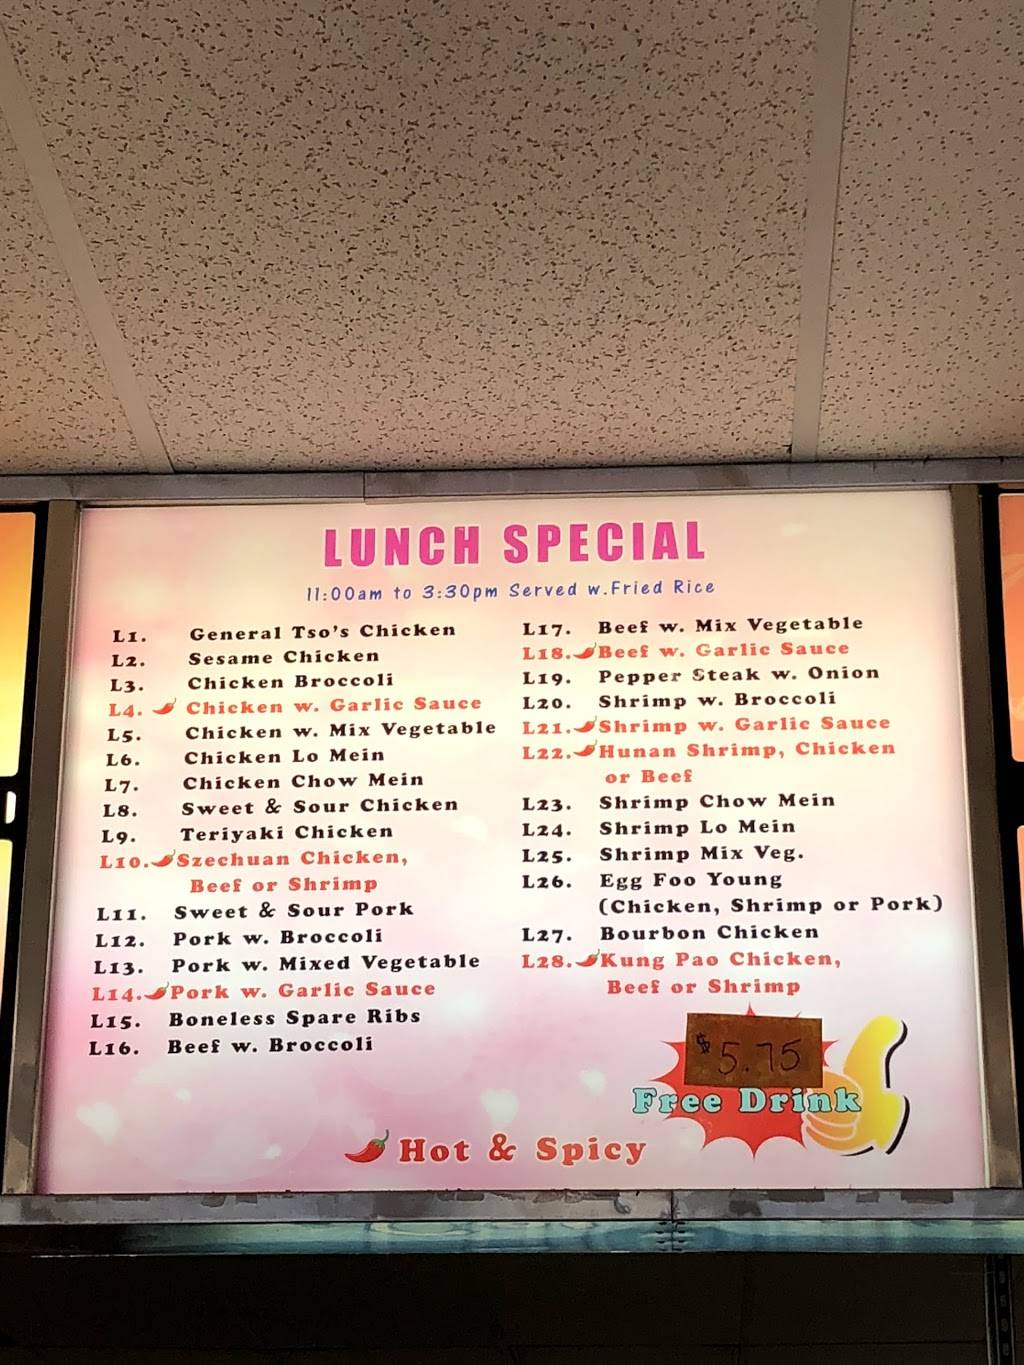 LUNCH SPECIAL
11:00am to 3:30pm Served w.Fried Rice
L1. General Tso's Chicken
L2. Sesame Chicken
L3. Chicken Broccoli
L4. Chicken w. Garlic Sauce
L5. Chicken w. Mix Vegetable
L6. Chicken Lo Mein
L7. Chicken Chow Mein
L8. Sweet & Sour Chicken
L9. Teriyaki Chicken
L10. Szechuan Chicken,
Beef or Shrimp
L11. Sweet & Sour Pork
L12. Pork w. Broccoli
L13. Pork w. Mixed Vegetable
L14. Pork w. Garlic Sauce
L15. Boneless Spare Ribs
L16. Beef w. Broccoli
L17. Beef w. Mix Vegetable
L18. Beef w. Garlic Sauce
L19. Pepper Steak w. Onion
L20. Shrimp w. Broccoli
L21. Shrimp w. Garlic Sauce
L22. Hunan Shrimp, Chicken
or Beef
L23. Shrimp Chow Mein
L24. Shrimp Lo Mein
L25. Shrimp Mix Veg.
L26. Egg Foo Young
(Chicken, Shrimp or Pork)
L27. Bourbon Chicken
L28. Kung Pao Chicken,
Beef or Shrimp
$5.75
Free Drink
Hot & Spicy